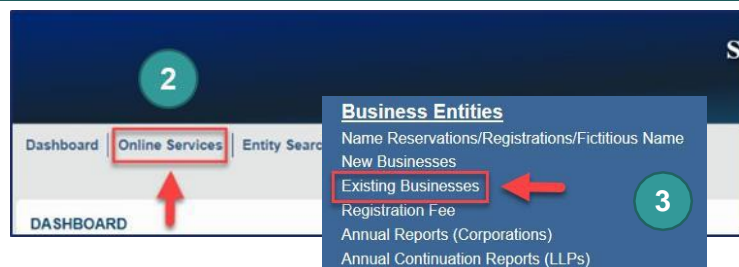 S
2
Dashboard | Online Services | Entity Searc
DASHBOARD
Business Entities
Name Reservations/Registrations/Fictitious Name
New Businesses
Existing Businesses
3
Registration Fee
Annual Reports (Corporations)
Annual Continuation Reports (LLPs)